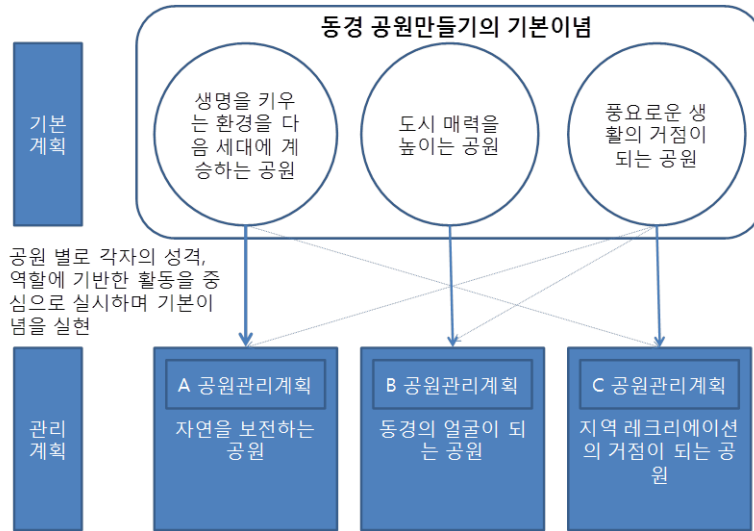 동경 공원만들기의 기본이념
기본
계획
생명을 키우
는 환경을 다
음 세대에 계
승하는 공원
도시 매력을
높이는 공원
풍요로운 생
활의 거점이
되는 공원
공원 별로 각자의 성격,
역할에 기반한 활동을 중
심으로 실시하며 기본이
념을 실현
관리
계획
A 공원관리계획
자연을 보전하는
공원
B 공원관리계획
동경의 얼굴이 되
는 공원
C 공원관리계획
지역 레크리에이션
의 거점이 되는 공
원